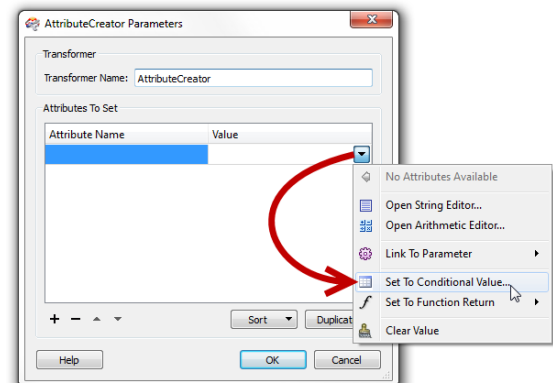 AttributeCreator Parameters
Transformer
Transformer Name: AttributeCreator
Attributes To Set
Attribute Name Value
No Attributes Available
Open String Editor...
Open Arithmetic Editor...
Link To Parameter
Set To Conditional Value...
Set To Function Return
Clear Value
Sort Duplicat
Help OK Cancel